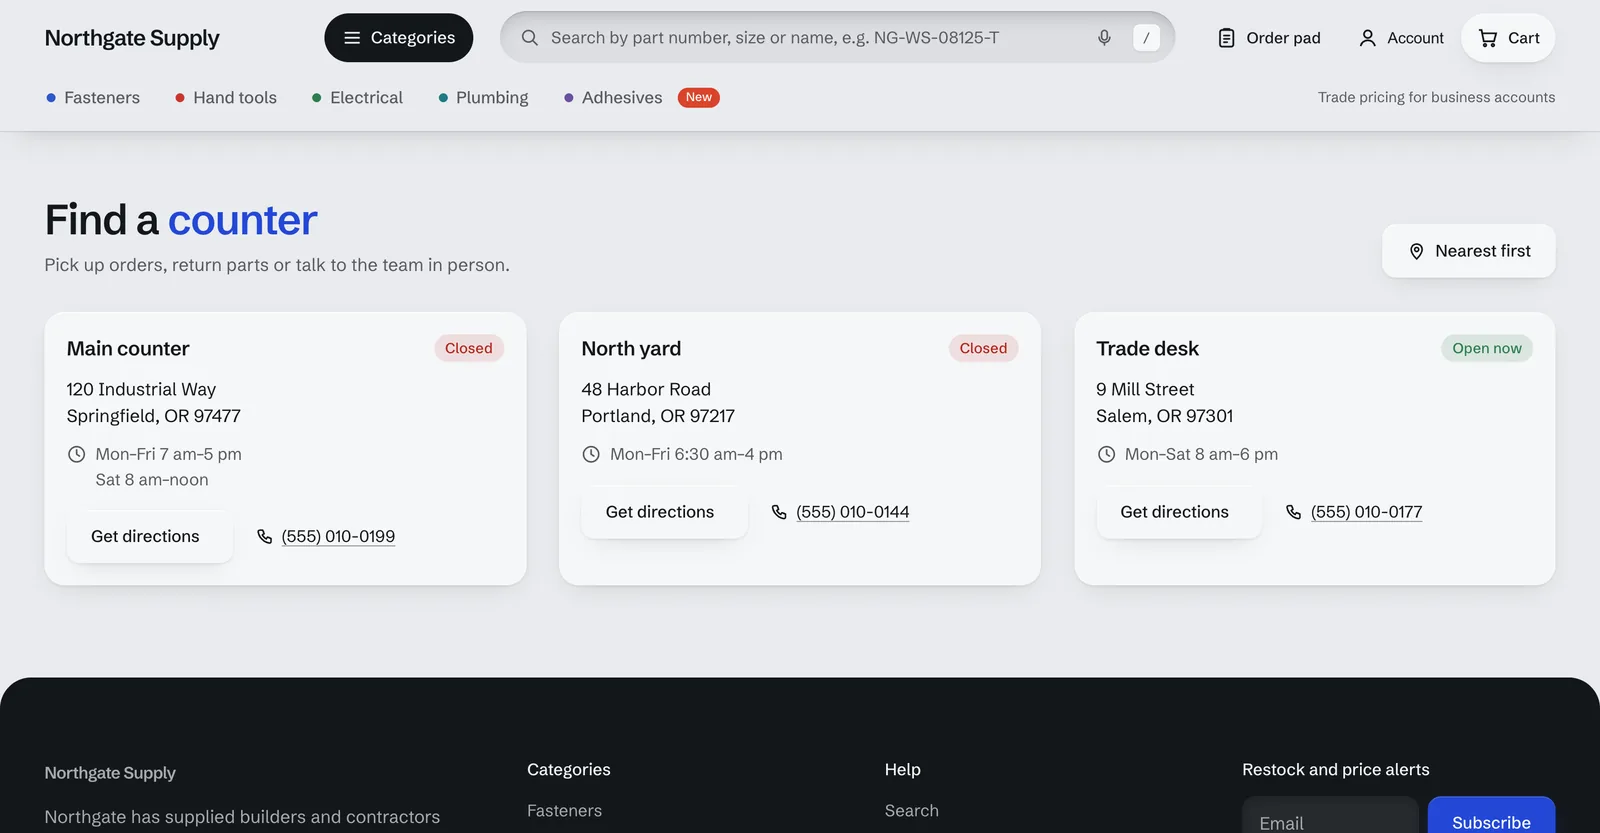 Northgate Supply
Categories
Search by part number, size or name, e.g. NG-WS-08125-T
/
Order pad
Account
Cart
Fasteners
Hand tools
Electrical
Plumbing
Adhesives
New
Trade pricing for business accounts
Find a counter
Pick up orders, return parts or talk to the team in person.
Nearest first
Main counter
Closed
120 Industrial Way
Springfield, OR 97477
Mon–Fri 7 am–5 pm
Sat 8 am–noon
Get directions
(555) 010-0199
North yard
Closed
48 Harbor Road
Portland, OR 97217
Mon–Fri 6:30 am–4 pm
Get directions
(555) 010-0144
Trade desk
Open now
9 Mill Street
Salem, OR 97301
Mon–Sat 8 am–6 pm
Get directions
(555) 010-0177
Northgate Supply
Northgate has supplied builders and contractors
Categories
Fasteners
Help
Search
Restock and price alerts
Email
Subscribe